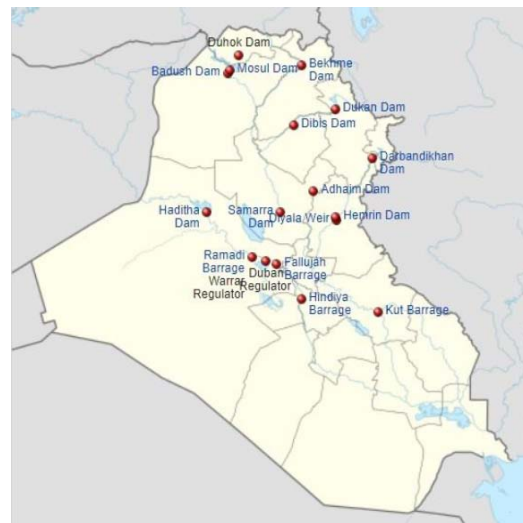 Duhok Dam
Badush Dam
Mosul Dam
Bekhme
Dam
Dukan Dam
Dibis Dam
Darbandikhan
Dam
Adhaim Dam
Haditha
Dam
Samarra
Dam
Diyala Weir
Hemrin Dam
Ramadi
Barrage
Warrar
Regulator
Duban
Regulator
Fallujah
Barrage
Hindiya
Barrage
Kut Barrage